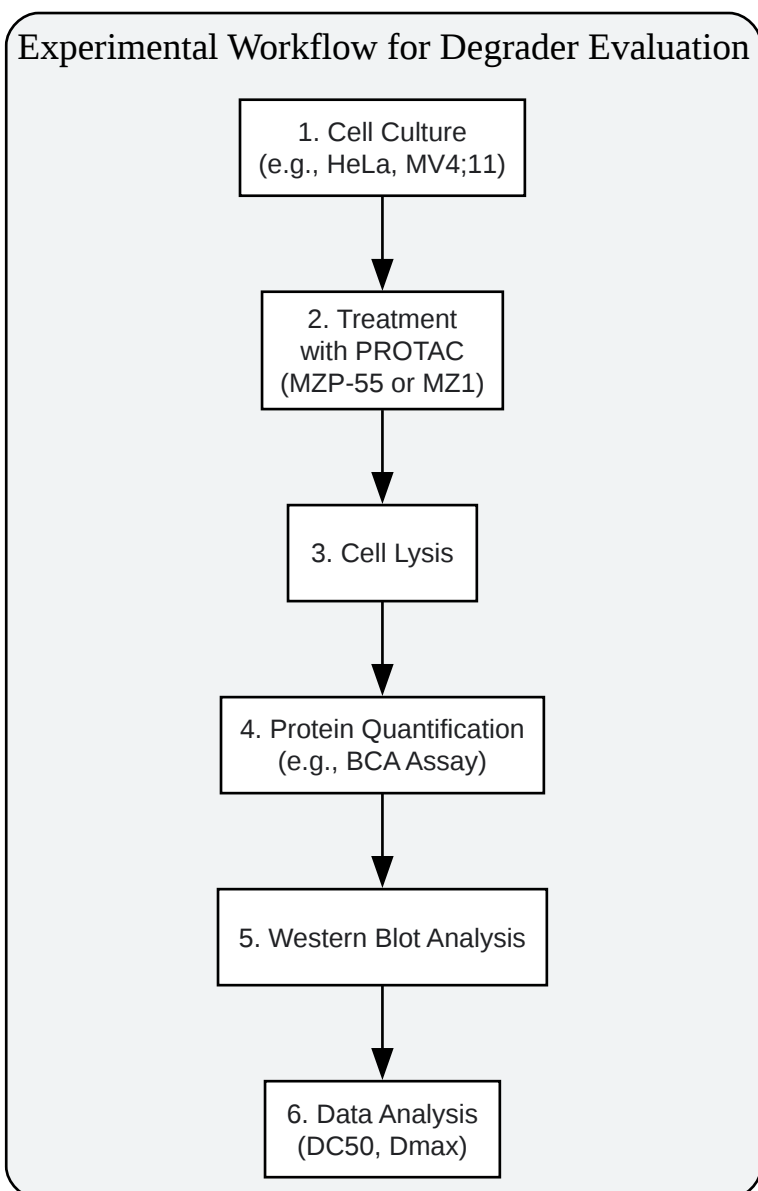 Experimental Workflow for Degrader Evaluation
1. Cell Culture
(e.g., HeLa, MV4;11)
2. Treatment
with PROTAC
(MZP-55 or MZ1)
3. Cell Lysis
4. Protein Quantification
(e.g., BCA Assay)
5. Western Blot Analysis
6. Data Analysis
(DC50, Dmax)